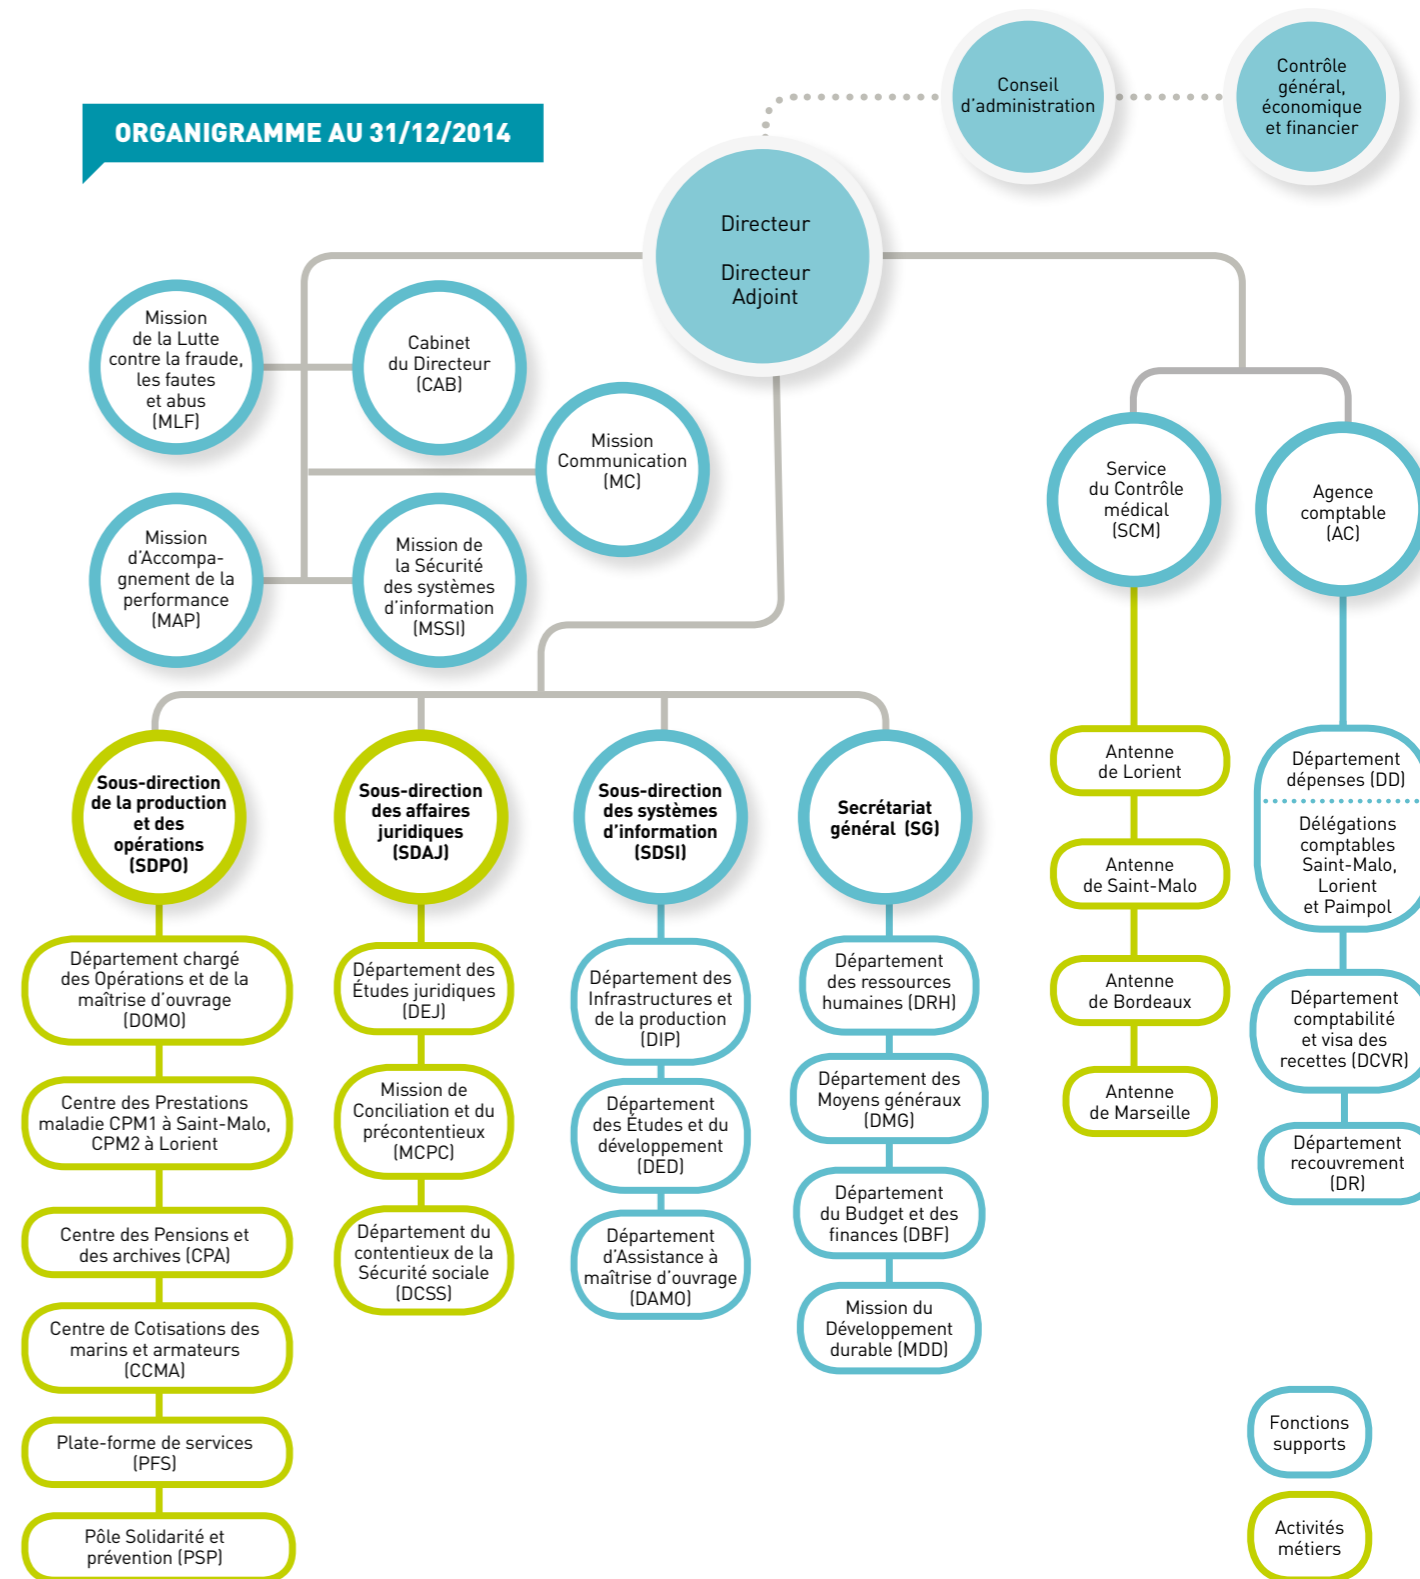 ORGANIGRAMME AU 31/12/2014
Conseil
d'administration
Contrôle
général,
économique
et financier
Directeur
Directeur
Adjoint
Mission
de la Lutte
contre la fraude,
les fautes
et abus
(MLF)
Cabinet
du Directeur
(CAB)
Mission
Communication
(MC)
Mission
d'Accompa-
gnement de la
performance
(MAP)
Mission de
la Sécurité
des systèmes
d'information
(MSSI)
Service
du Contrôle
médical
(SCM)
Agence
comptable
(AC)
Sous-direction
de la production
et des
opérations
(SDPO)
Département chargé
des Opérations et de la
maîtrise d'ouvrage
(DOMO)
Centre des Prestations
maladie CPM1 à Saint-Malo,
CPM2 à Lorient
Centre des Pensions et
des archives (CPA)
Centre de Cotisations des
marins et armateurs
(CCMA)
Plate-forme de services
(PFS)
Pôle Solidarité et
prévention (PSP)
Sous-direction
des affaires
juridiques
(SDAJ)
Département des
Études juridiques
(DEJ)
Mission de
Conciliation et du
précontentieux
(MCPC)
Département du
contentieux de la
Sécurité sociale
(DCSS)
Sous-direction
des systèmes
d'information
(SDSI)
Département des
Infrastructures et
de la production
(DIP)
Département
des Études et du
développement
(DED)
Département
d'Assistance à
maîtrise d'ouvrage
(DAMO)
Secrétariat
général (SG)
Département
des ressources
humaines (DRH)
Département des
Moyens généraux
(DMG)
Département
du Budget et des
finances (DBF)
Mission du
Développement
durable (MDD)
Antenne
de Lorient
Antenne
de Saint-Malo
Antenne
de Bordeaux
Antenne
de Marseille
Département
dépenses (DD)
Délégations
comptables
Saint-Malo,
Lorient
et Paimpol
Département
comptabilité
et visa des
recettes (DCVR)
Département
recouvrement
(DR)
Fonctions
supports
Activités
métiers